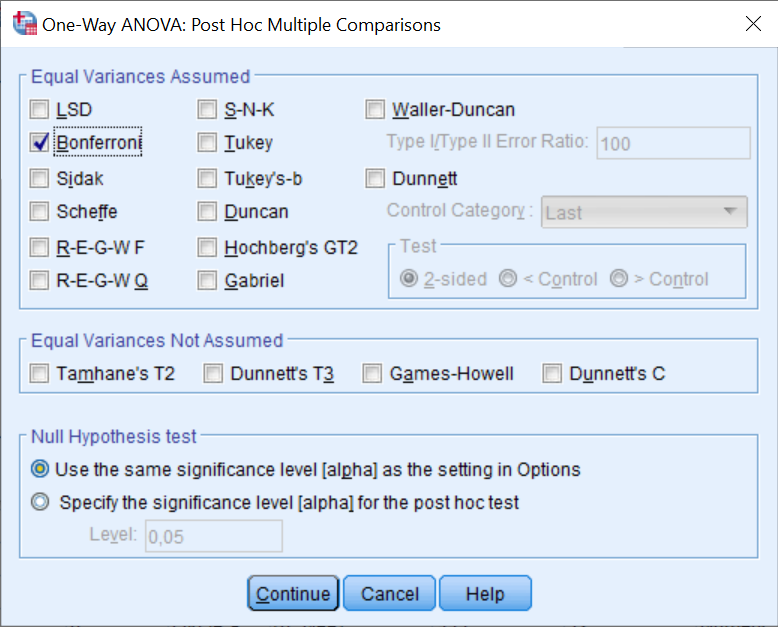 One-Way ANOVA: Post Hoc Multiple Comparisons
Equal Variances Assumed
LSD
S-N-K
Waller-Duncan
Bonferroni
Tukey
Type I/Type II Error Ratio: 100
Sidak
Tukey's-b
Dunnett
Scheffe
Duncan
Control Category : Last
R-E-G-W F
Hochberg's GT2
Test
R-E-G-W Q
Gabriel
2-sided < Control > Control
Equal Variances Not Assumed
Tamhane's T2 Dunnett's T3 Games-Howell Dunnett's C
Null Hypothesis test
Use the same significance level [alpha] as the setting in Options
Specify the significance level [alpha] for the post hoc test
Level: 0,05
Continue Cancel Help